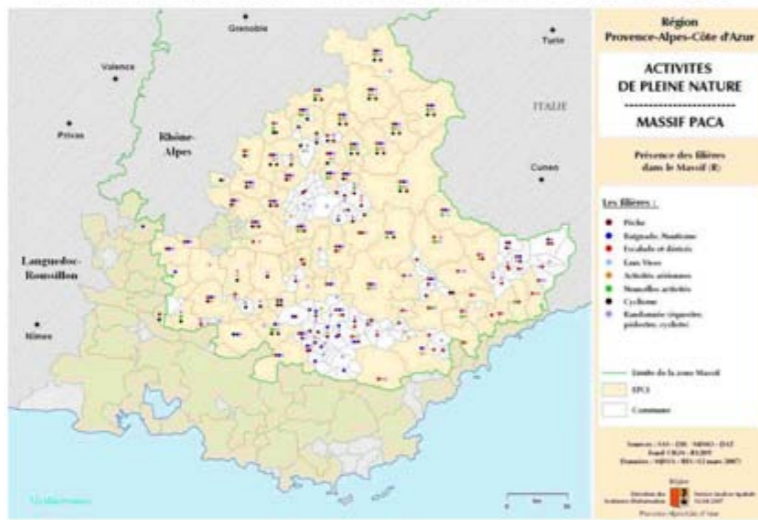 Région
Provence-Alpes-Côte d'Azur
ACTIVITES
DE PLEINE NATURE
MASSIF PACA
Présence des filières
dans le Massif (R)
Les filières :
Pêche
Baignade, Nautisme
Escalade et dérivés
Eaux Vives
Activités aériennes
Nouvelles activités
Cyclisme
Randonnée (équestre,
pédestre, cycliste)
Limite de la zone Massif
EPCI
Commune
Grenoble
Turin
Valence
ITALIE
Privas
Rhône-
Alpes
Cuneo
Languedoc-
Roussillon
Nîmes
Région
Provence-Alpes-Côte d'Azur